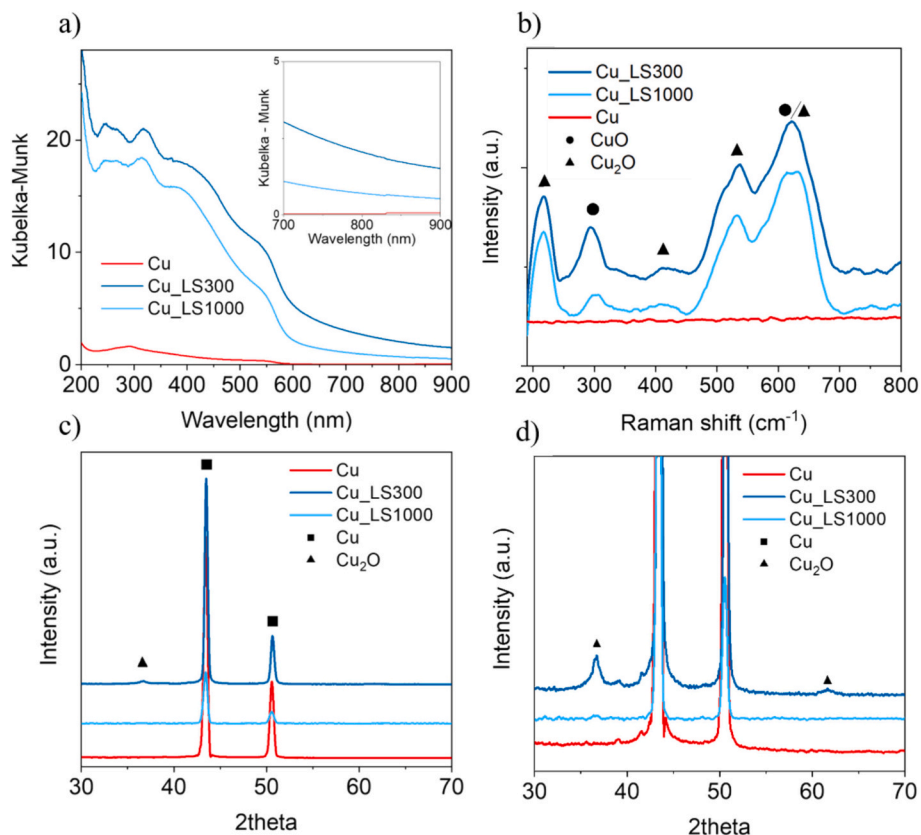 a)
Kubelka-Munk
20
10
0
200 300 400 500 600 700 800 900
Wavelength (nm)
Cu
Cu_LS300
Cu_LS1000
5
Kubelka - Munk
0
700 800 900
Wavelength (nm)
b)
Intensity (a.u.)
Cu_LS300
Cu_LS1000
Cu
CuO
Cu₂O
200 300 400 500 600 700 800
Raman shift (cm⁻¹)
c)
Intensity (a.u.)
Cu
Cu_LS300
Cu_LS1000
Cu
Cu₂O
30 40 50 60 70
2theta
d)
Intensity (a.u.)
Cu
Cu_LS300
Cu_LS1000
Cu
Cu₂O
30 40 50 60 70
2theta